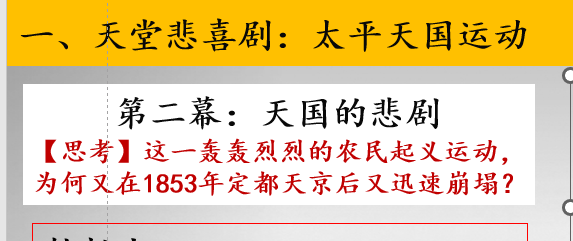 一、天堂悲喜剧：太平天国运动
第二幕：天国的悲剧
【思考】这一轰轰烈烈的农民起义运动，
为何又在1853年定都天京后又迅速崩塌？